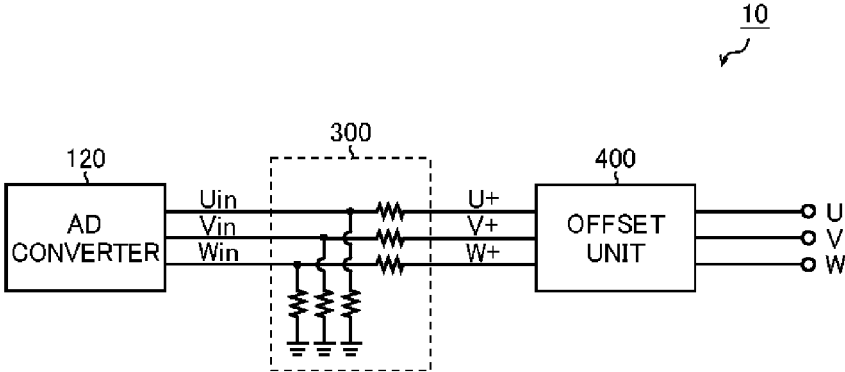 10
300
120
400
Uin
U+
U
AD
CONVERTER
Vin
V+
OFFSET
UNIT
V
Win
W+
W